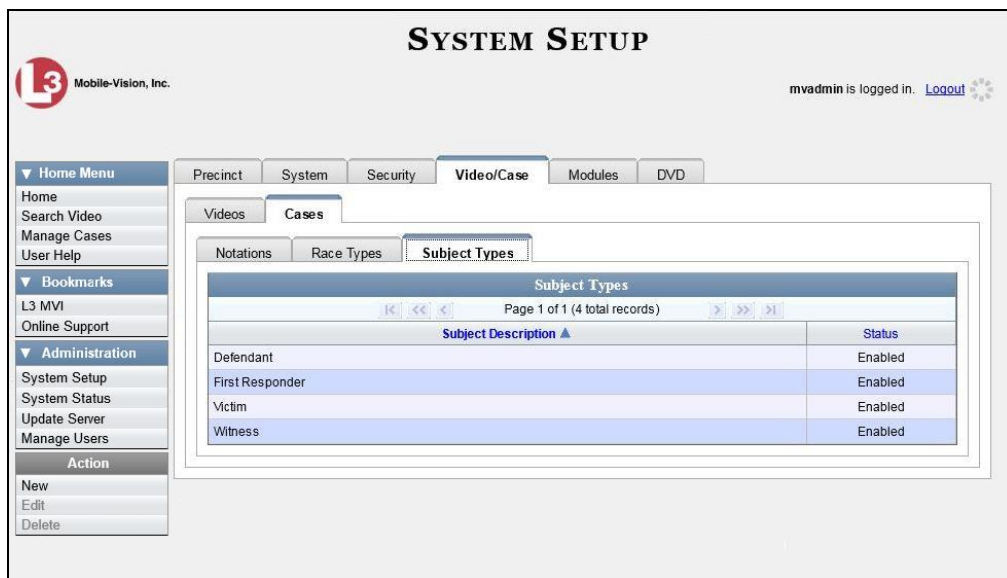 SYSTEM SETUP
L3 Mobile-Vision, Inc.
mvadmin is logged in. Logout
▼ Home Menu
Home
Search Video
Manage Cases
User Help
▼ Bookmarks
L3 MVI
Online Support
▼ Administration
System Setup
System Status
Update Server
Manage Users
Action
New
Edit
Delete
Precinct System Security Video/Case Modules DVD
Videos Cases
Notations Race Types Subject Types
Subject Types
|< << < Page 1 of 1 (4 total records) > >> >|
Subject Description ▲ Status
Defendant Enabled
First Responder Enabled
Victim Enabled
Witness Enabled